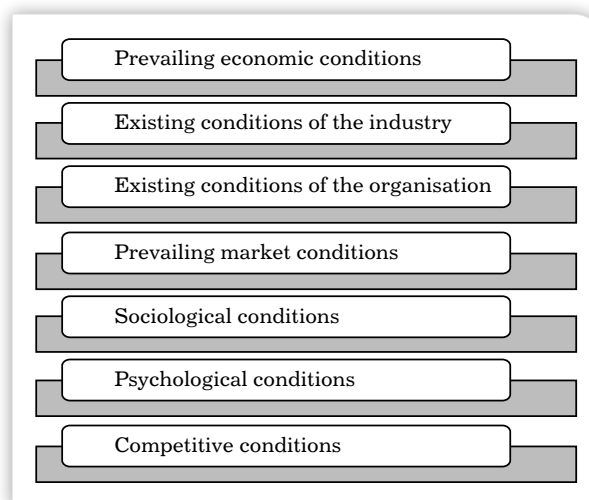 Prevailing economic conditions
Existing conditions of the industry
Existing conditions of the organisation
Prevailing market conditions
Sociological conditions
Psychological conditions
Competitive conditions